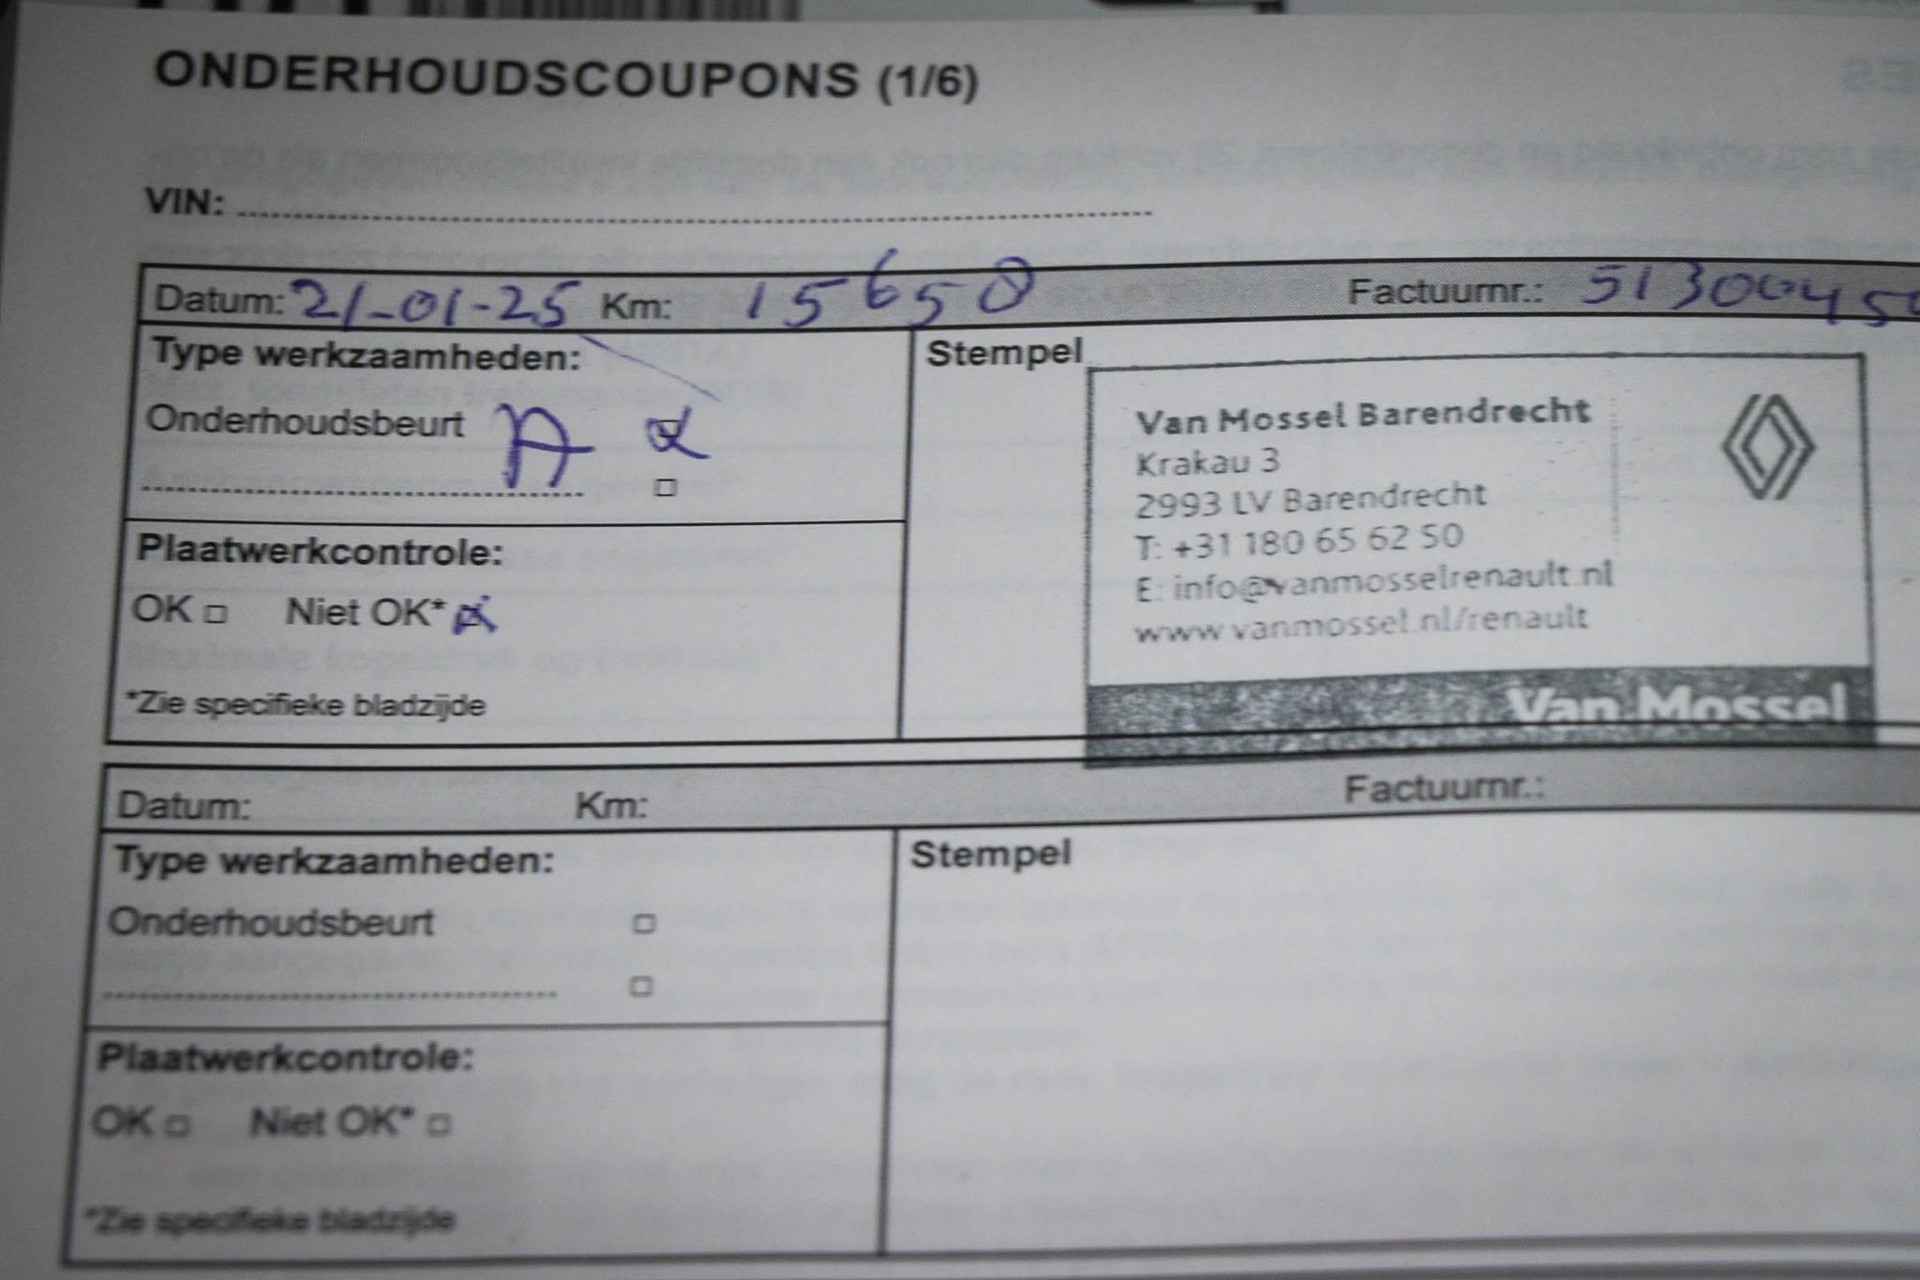 ONDERHOUDSCOUPONS (1/6)
VIN:
Datum: 21-01-25 Km: 15650 Factuurnr.: 51300045
Type werkzaamheden:
Onderhoudsbeurt A
Stempel
Van Mossel Barendrecht
Krakau 3
2993 LV Barendrecht
T: +31 180 65 62 50
E: info@vanmosselrenault.nl
www.vanmossel.nl/renault
Van Mossel
Plaatwerkcontrole:
OK Niet OK*
*Zie specifieke bladzijde
Datum: Km: Factuurnr.:
Type werkzaamheden:
Onderhoudsbeurt
Stempel
Plaatwerkcontrole:
OK Niet OK*
*Zie specifieke bladzijde